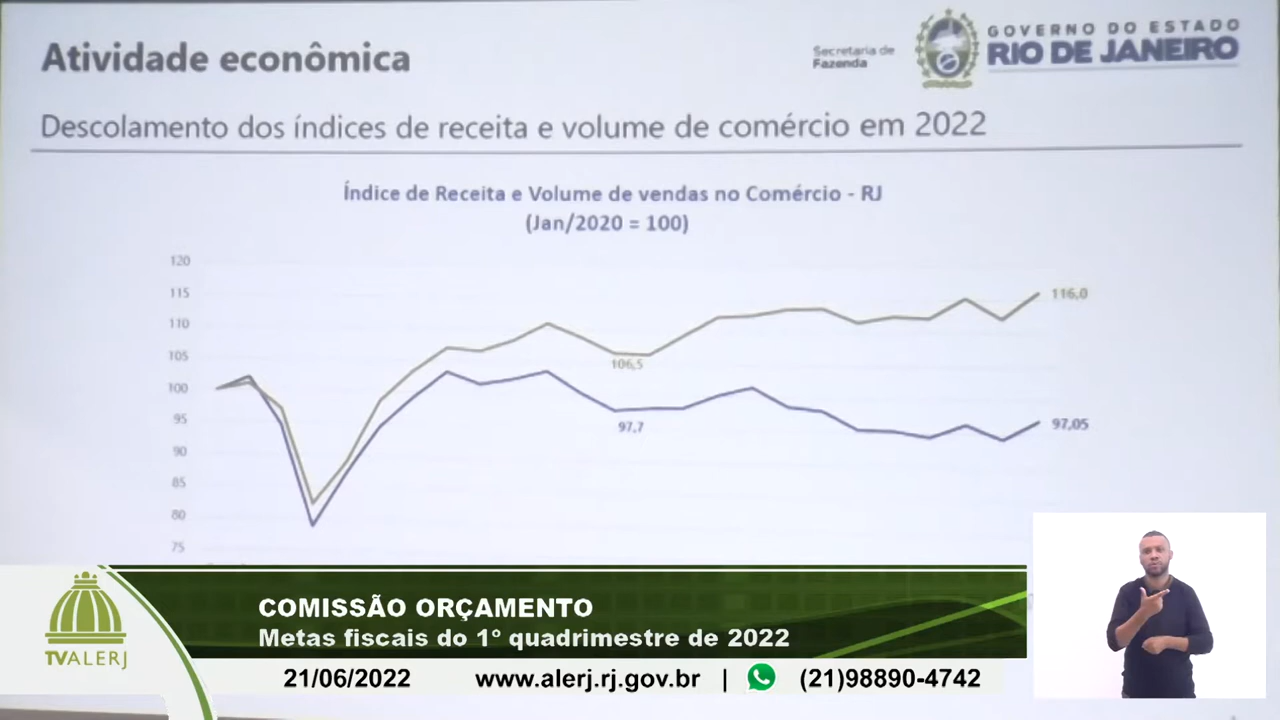 Atividade econômica
Secretaria de
Fazenda
GOVERNO DO ESTADO
RIO DE JANEIRO
Descolamento dos índices de receita e volume de comércio em 2022
Índice de Receita e Volume de vendas no Comércio - RJ
(Jan/2020 = 100)
120
115
110
105
100
95
90
85
80
75
116,0
106,5
97,7
97,05
COMISSÃO ORÇAMENTO
Metas fiscais do 1º quadrimestre de 2022
TVALERJ
21/06/2022 www.alerj.rj.gov.br | (21)98890-4742